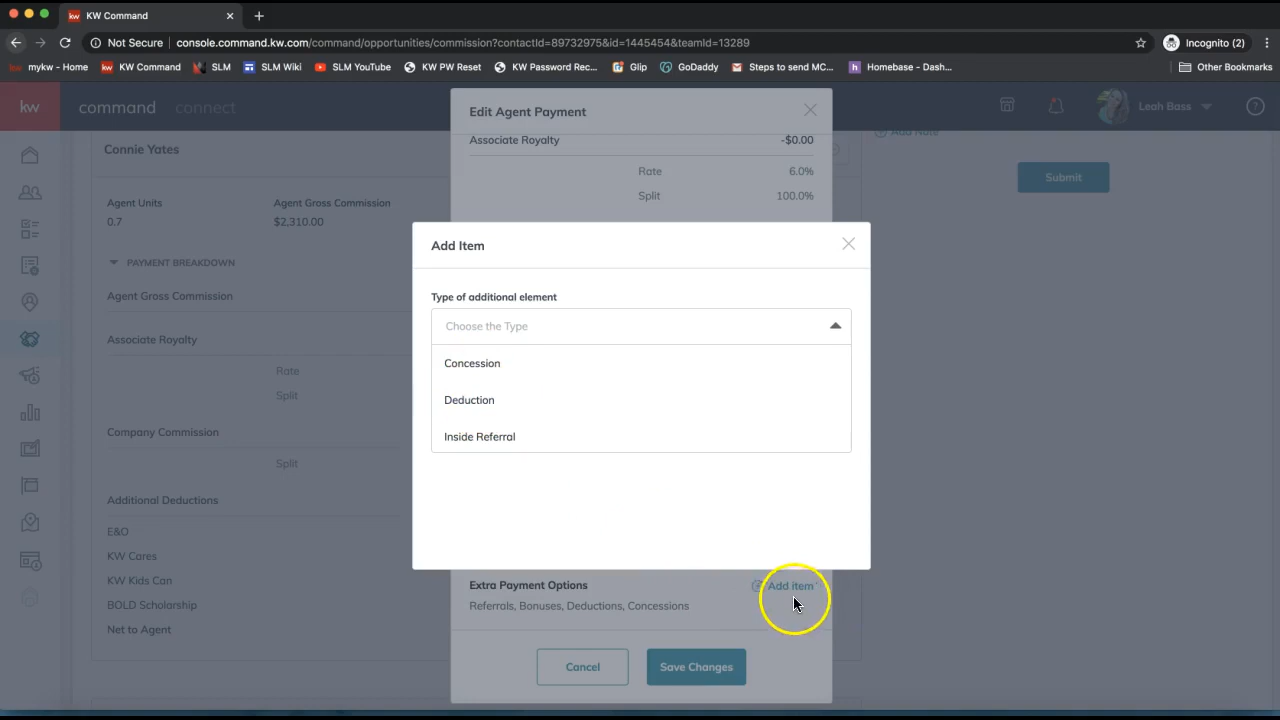 KW Command
Not Secure console.command.kw.com/command/opportunities/commission?contactId=89732975&id=1445454&teamId=13289 Incognito (2)
mykw - Home KW Command SLM SLM Wiki SLM YouTube KW PW Reset KW Password Rec... Glip GoDaddy Steps to send MC... Homebase - Dash... Other Bookmarks
kw command connect Leah Bass
Connie Yates
Agent Units Agent Gross Commission
0.7 $2,310.00
PAYMENT BREAKDOWN
Agent Gross Commission
Associate Royalty
Rate
Split
Company Commission
Split
Additional Deductions
E&O
KW Cares
KW Kids Can
BOLD Scholarship
Net to Agent
Edit Agent Payment
Associate Royalty -$0.00
Rate 6.0%
Split 100.0%
Add Item
Type of additional element
Choose the Type
Concession
Deduction
Inside Referral
Extra Payment Options Add item
Referrals, Bonuses, Deductions, Concessions
Cancel Save Changes
Add Note
Submit